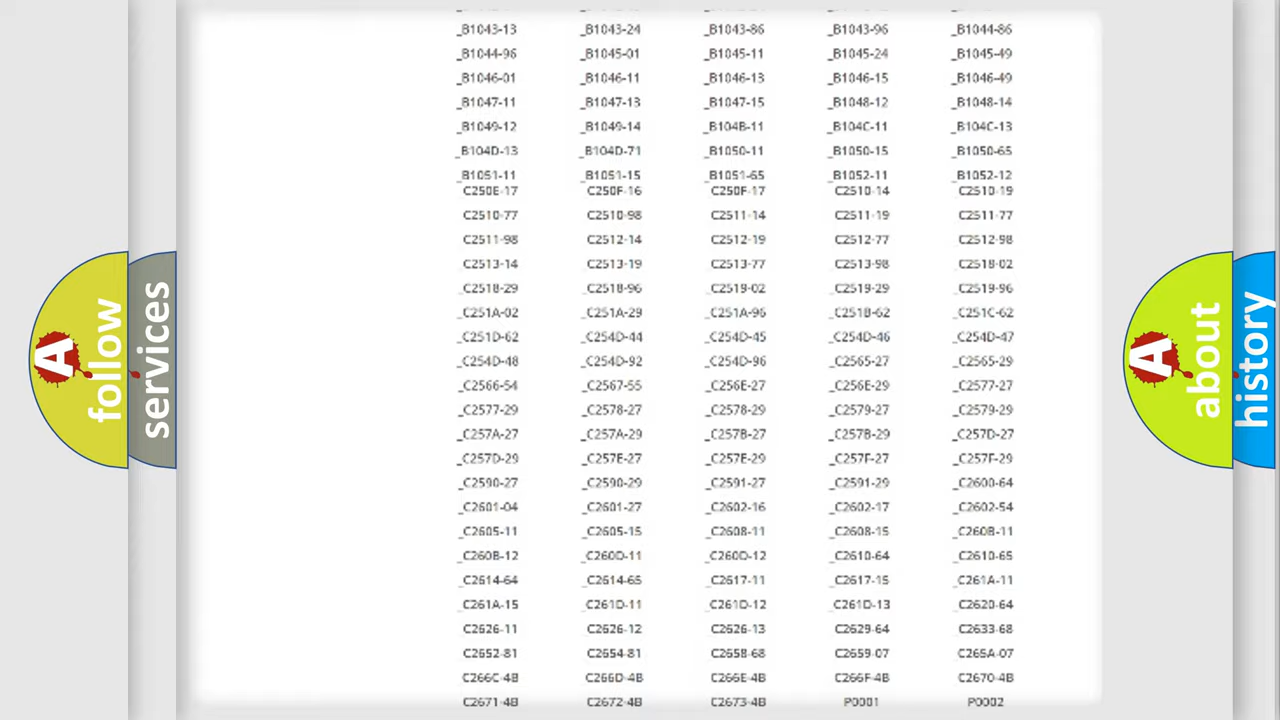 _B1043-13 _B1043-24 _B1043-86 _B1043-96 _B1044-86
_B1044-96 _B1045-01 _B1045-11 _B1045-24 _B1045-49
_B1046-01 _B1046-11 _B1046-13 _B1046-15 _B1046-49
_B1047-11 _B1047-13 _B1047-15 _B1048-12 _B1048-14
_B1049-12 _B1049-14 _B104B-11 _B104C-11 _B104C-13
_B104D-13 _B104D-71 _B1050-11 _B1050-15 _B1050-65
_B1051-11 _B1051-15 _B1051-65 _B1052-11 _B1052-12
C250E-17 C250F-16 C250F-17 C2510-14 C2510-19
C2510-77 C2510-98 C2511-14 C2511-19 C2511-77
C2511-98 C2512-14 C2512-19 C2512-77 C2512-98
C2513-14 C2513-19 C2513-77 C2513-98 C2518-02
_C2518-29 _C2518-96 _C2519-02 _C2519-29 _C2519-96
_C251A-02 _C251A-29 _C251A-96 _C251B-62 _C251C-62
_C251D-62 _C254D-44 _C254D-45 _C254D-46 _C254D-47
_C254D-48 _C254D-92 _C254D-96 _C2565-27 _C2565-29
_C2566-54 _C2567-55 _C256E-27 _C256E-29 _C2577-27
_C2577-29 _C2578-27 _C2578-29 _C2579-27 _C2579-29
_C257A-27 _C257A-29 _C257B-27 _C257B-29 _C257D-27
_C257D-29 _C257E-27 _C257E-29 _C257F-27 _C257F-29
_C2590-27 _C2590-29 _C2591-27 _C2591-29 _C2600-64
_C2601-04 _C2601-27 _C2602-16 _C2602-17 _C2602-54
_C2605-11 _C2605-15 _C2608-11 _C2608-15 _C260B-11
_C260B-12 _C260D-11 _C260D-12 _C2610-64 _C2610-65
_C2614-64 _C2614-65 _C2617-11 _C2617-15 _C261A-11
_C261A-15 _C261D-11 _C261D-12 _C261D-13 _C2620-64
C2626-11 C2626-12 C2626-13 C2629-64 C2633-68
C2652-81 C2654-81 C2658-68 C2659-07 C265A-07
C266C-4B C266D-4B C266E-4B C266F-4B C2670-4B
C2671-4B C2672-4B C2673-4B P0001 P0002
A follow
services
A about
history